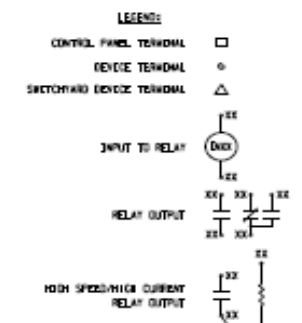 LEGEND:
CONTROL PANEL TERMINAL
DEVICE TERMINAL
SWITCHYARD DEVICE TERMINAL
XX
INPUT TO RELAY
INXX
XX
XX XX XX
RELAY OUTPUT
XX XX
XX
XX
HIGH SPEED/HIGH CURRENT
RELAY OUTPUT
XX